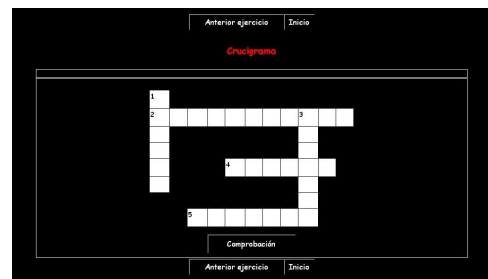 Anterior ejercicio Inicio
Crucigrama
1
2 3
4
5
Comprobación
Anterior ejercicio Inicio